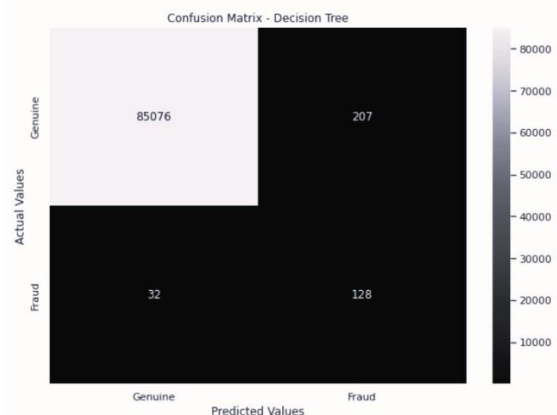 Confusion Matrix - Decision Tree
80000
70000
60000
50000
40000
30000
20000
10000
Actual Values
Genuine
85076
207
Fraud
32
128
Genuine
Fraud
Predicted Values